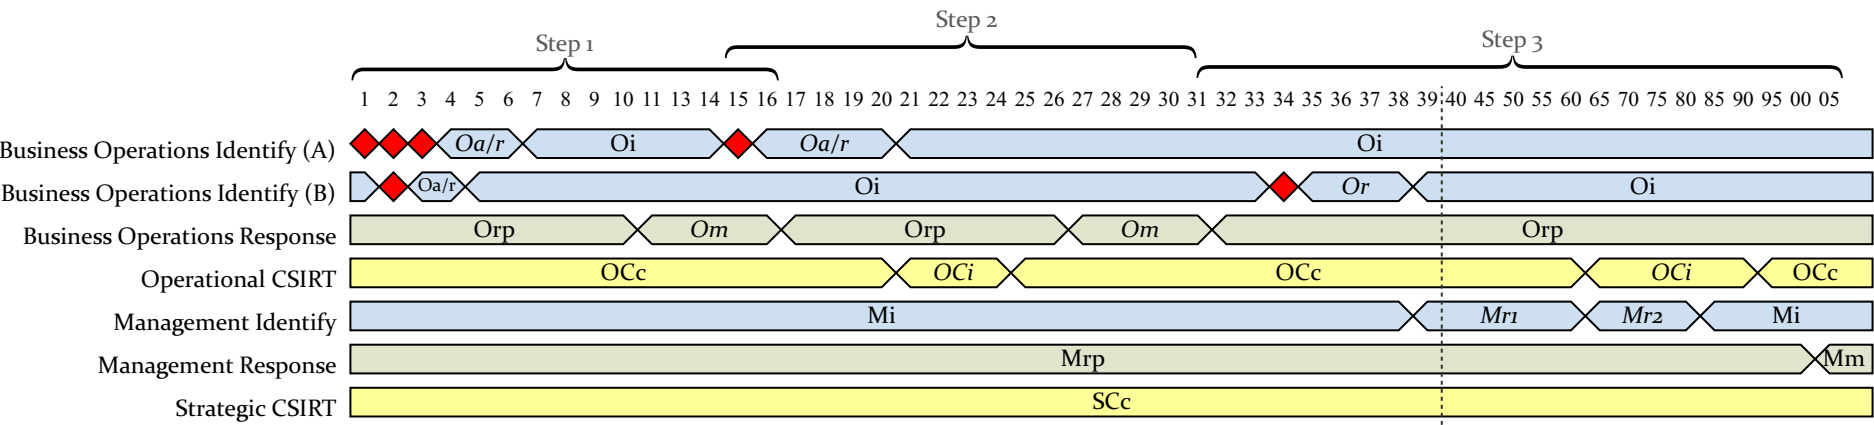 Step 2
Step 1
Step 3
1 2 3 4 5 6 7 8 9 10 11 13 14 15 16 17 18 19 20 21 22 23 24 25 26 27 28 29 30 31 32 33 34 35 36 37 38 39 40 45 50 55 60 65 70 75 80 85 90 95 00 05
Business Operations Identify (A) Oa/r Oi Oa/r Oi
Business Operations Identify (B) Oa/r Oi Or Oi
Business Operations Response Orp Om Orp Om Orp
Operational CSIRT OCc OCi OCc OCi OCc
Management Identify Mi Mr1 Mr2 Mi
Management Response Mrp Mm
Strategic CSIRT SCc